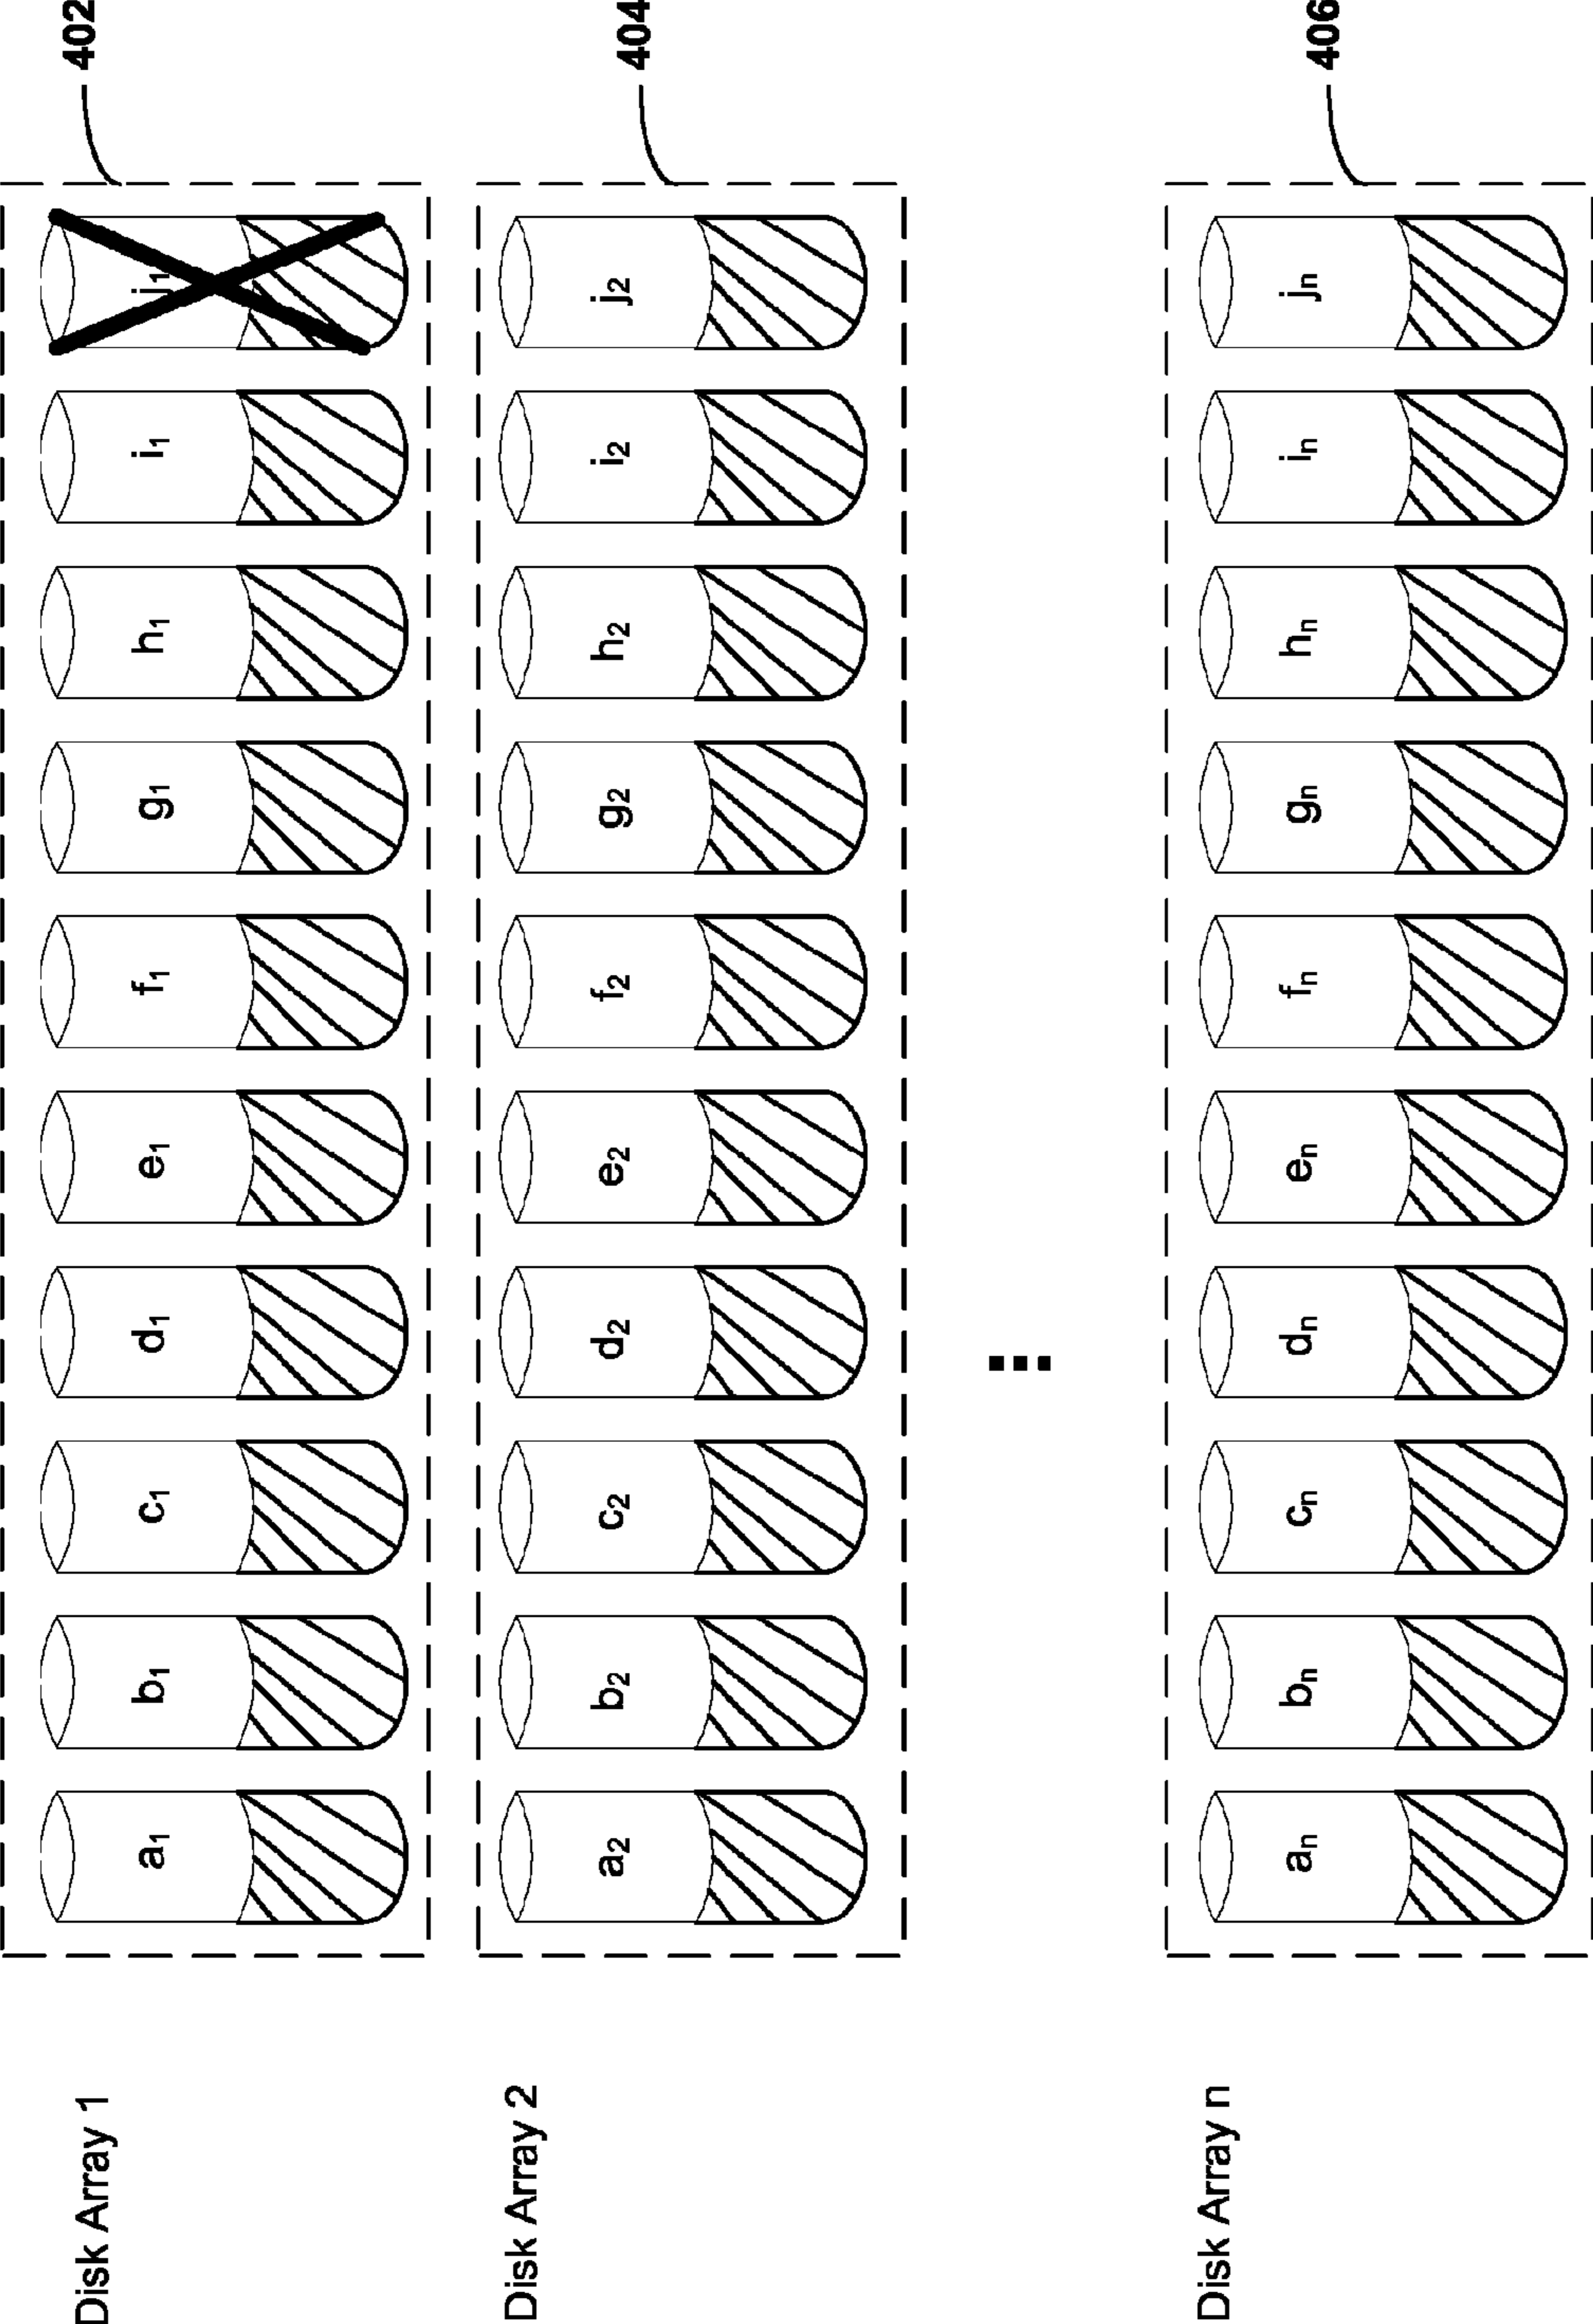 402
Disk Array 1 a₁ b₁ c₁ d₁ e₁ f₁ g₁ h₁ i₁ j₁
404
Disk Array 2 a₂ b₂ c₂ d₂ e₂ f₂ g₂ h₂ i₂ j₂
...
406
Disk Array n aₙ bₙ cₙ dₙ eₙ fₙ gₙ hₙ iₙ jₙ